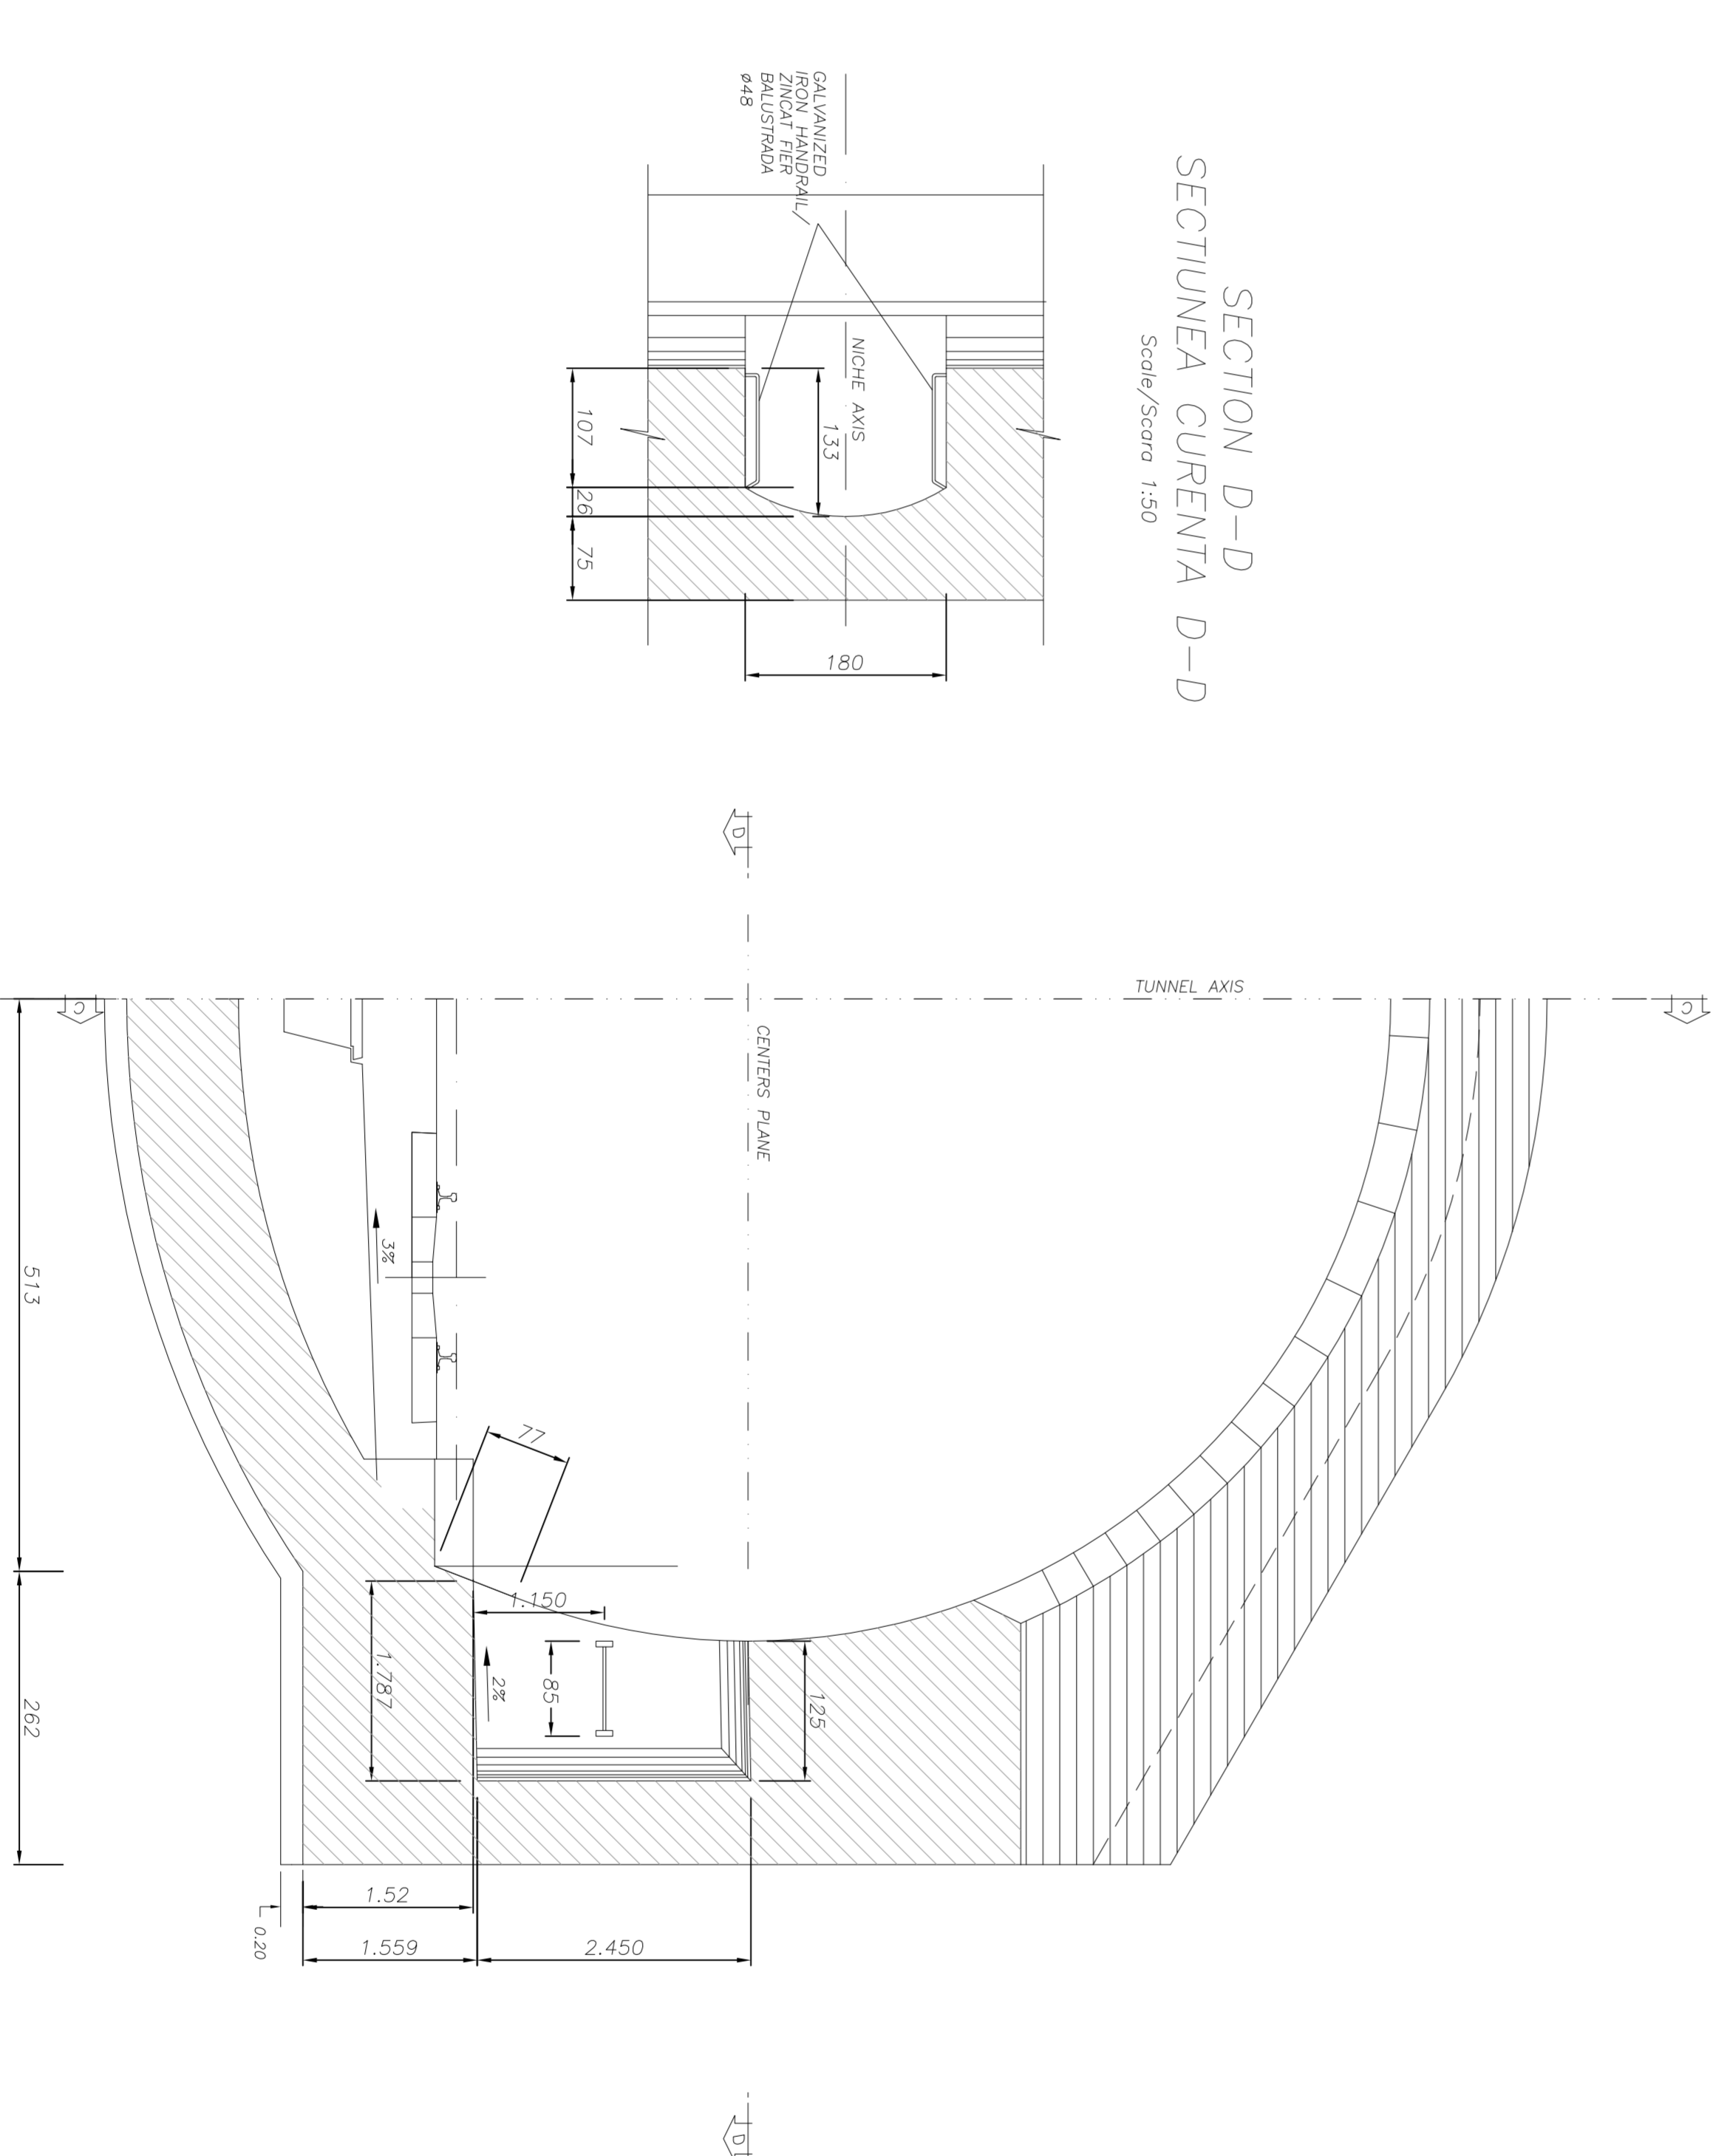 SECTION D-D
SECTIUNEA CURENTA D-D
Scale/Scara 1:50
GALVANIZED
IRON HANDRAIL/
ZINCAT FIER
BALUSTRADA
ø48
NICHE AXIS
133
107
26
75
180
D
D
C
C
TUNNEL AXIS
CENTERS PLANE
3%
77
1.150
2%
85
125
1.787
513
262
1.52
1.559
2.450
0.20